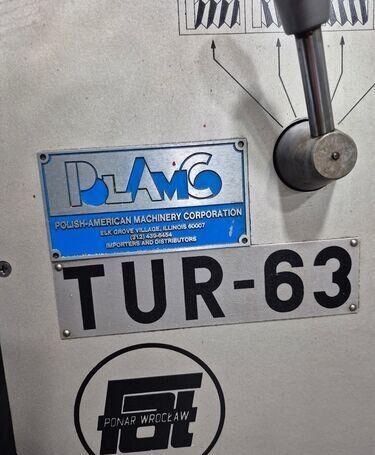 POLAMCO
POLISH-AMERICAN MACHINERY CORPORATION
ELK GROVE VILLAGE, ILLINOIS 60007
(312) 439-6454
IMPORTERS AND DISTRIBUTORS
TUR-63
FAT
PONAR WROCŁAW